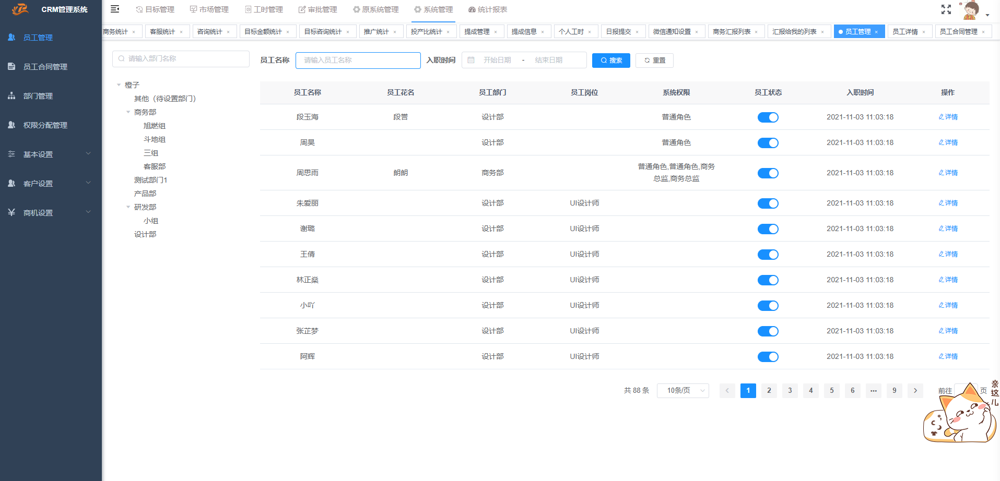 CRM管理系统
目标管理 市场管理 工时管理 审批管理 原系统管理 系统管理 统计报表
商务统计 × 客服统计 × 咨询统计 × 目标金额统计 × 目标咨询统计 × 推广统计 × 投产比统计 × 提成管理 × 提成信息 × 个人工时 × 日报提交 × 微信通知设置 × 商务汇报列表 × 汇报给我的列表 × 员工管理 × 员工详情 × 员工合同管理 ×
员工管理
员工合同管理
部门管理
权限分配管理
基本设置
客户设置
商机设置
请输入部门名称
橙子
其他（待设置部门）
商务部
旭燃组
斗地组
三组
客服部
测试部门1
产品部
研发部
小组
设计部
员工名称 请输入员工名称 入职时间 开始日期 - 结束日期 搜索 重置
员工名称 员工花名 员工部门 员工岗位 系统权限 员工状态 入职时间 操作
段玉海 设计部 普通角色 2021-11-03 11:03:18 详情
周昊 设计部 普通角色 2021-11-03 11:03:18 详情
周思雨 朗朗 商务部 普通角色,普通角色,商务
总监,商务总监 2021-11-03 11:03:18 详情
朱爱丽 设计部 UI设计师 2021-11-03 11:03:18 详情
谢璐 设计部 UI设计师 2021-11-03 11:03:18 详情
王倩 设计部 UI设计师 2021-11-03 11:03:18 详情
林正燊 设计部 UI设计师 2021-11-03 11:03:18 详情
小吖 设计部 UI设计师 2021-11-03 11:03:18 详情
张芷梦 设计部 UI设计师 2021-11-03 11:03:18 详情
阿辉 设计部 UI设计师 2021-11-03 11:03:18 详情
共 88 条 10条/页 1 2 3 4 5 6 ••• 9 前往 页
亲这儿